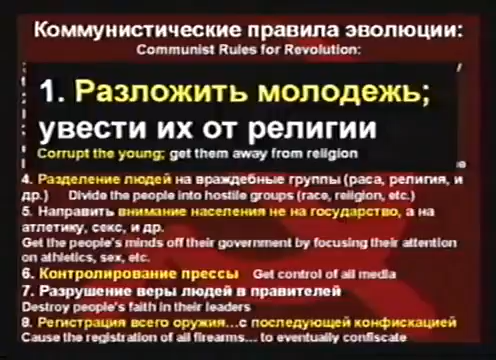 Коммунистические правила эволюции:
Communist Rules for Revolution:
1. Разложить молодежь;
увести их от религии
Corrupt the young; get them away from religion
4. Разделение людей на враждебные группы (раса, религия, и
др.) Divide the people into hostile groups (race, religion, etc.)
5. Направить внимание населения не на государство, а на
атлетику, секс, и др.
Get the people's minds off their government by focusing their attention
on athletics, sex, etc.
6. Контролирование прессы Get control of all media
7. Разрушение веры людей в правителей
Destroy people's faith in their leaders
8. Регистрация всего оружия...с последующей конфискацией
Cause the registration of all firearms... to eventually confiscate